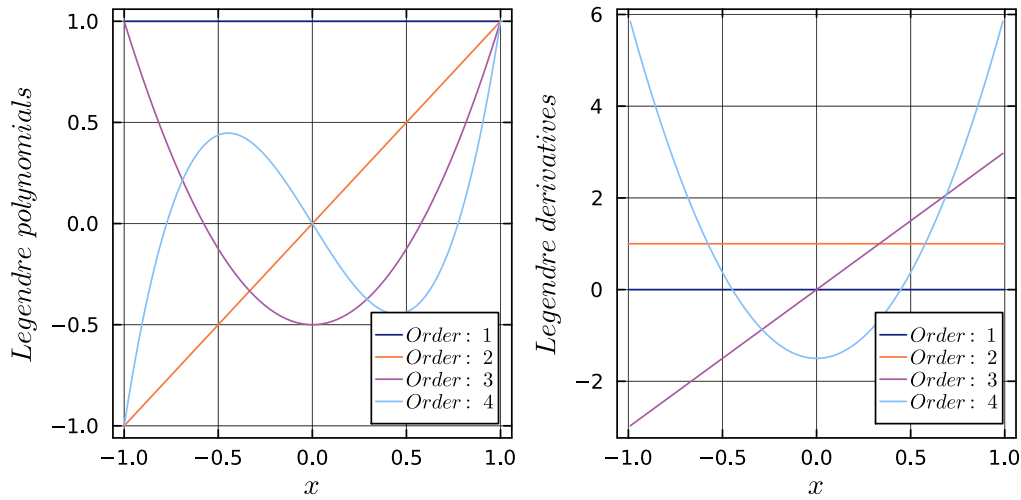 Legendre polynomials
1.0
0.5
0.0
−0.5
−1.0
−1.0
−0.5
0.0
0.5
1.0
x
Order: 1
Order: 2
Order: 3
Order: 4
Legendre derivatives
6
4
2
0
−2
−1.0
−0.5
0.0
0.5
1.0
x
Order: 1
Order: 2
Order: 3
Order: 4